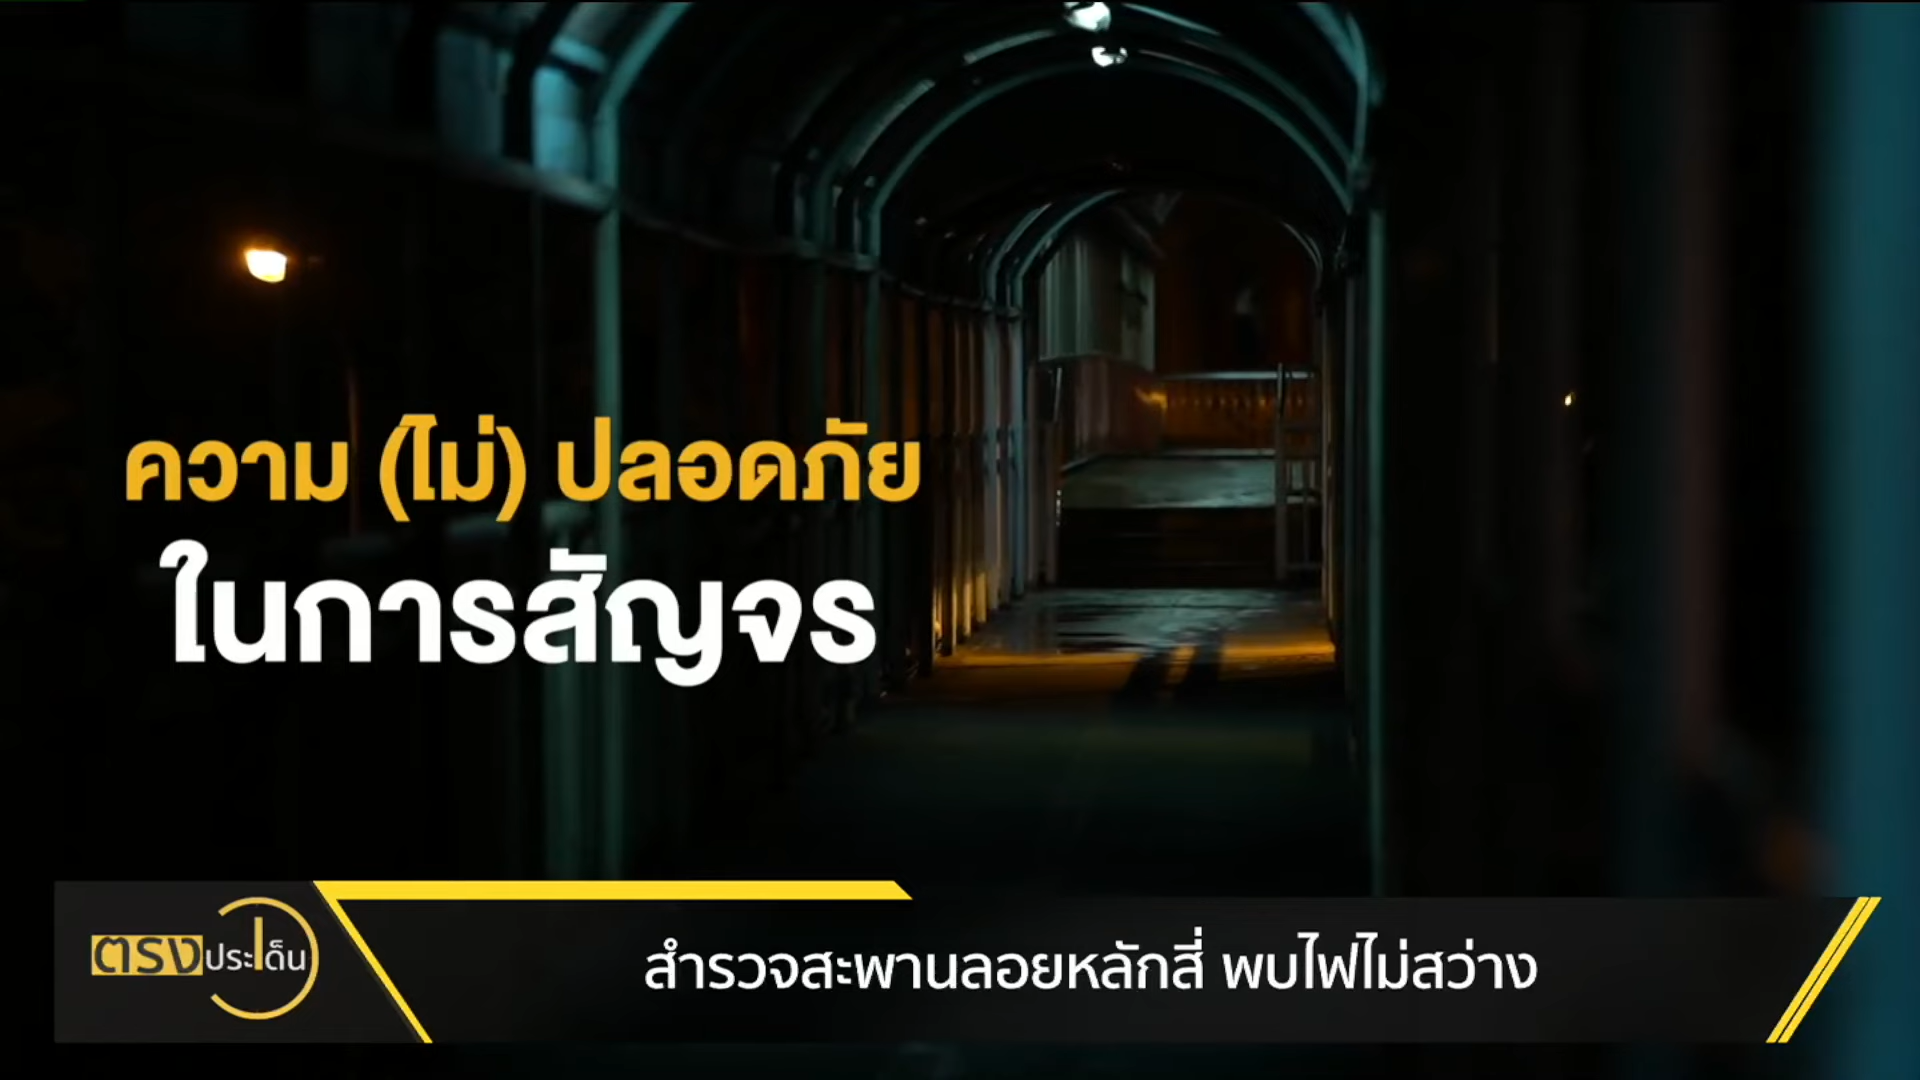 ความ (ไม่) ปลอดภัย
ในการสัญจร
ตรงประเด็น
สำรวจสะพานลอยหลักสี่ พบไฟไม่สว่าง